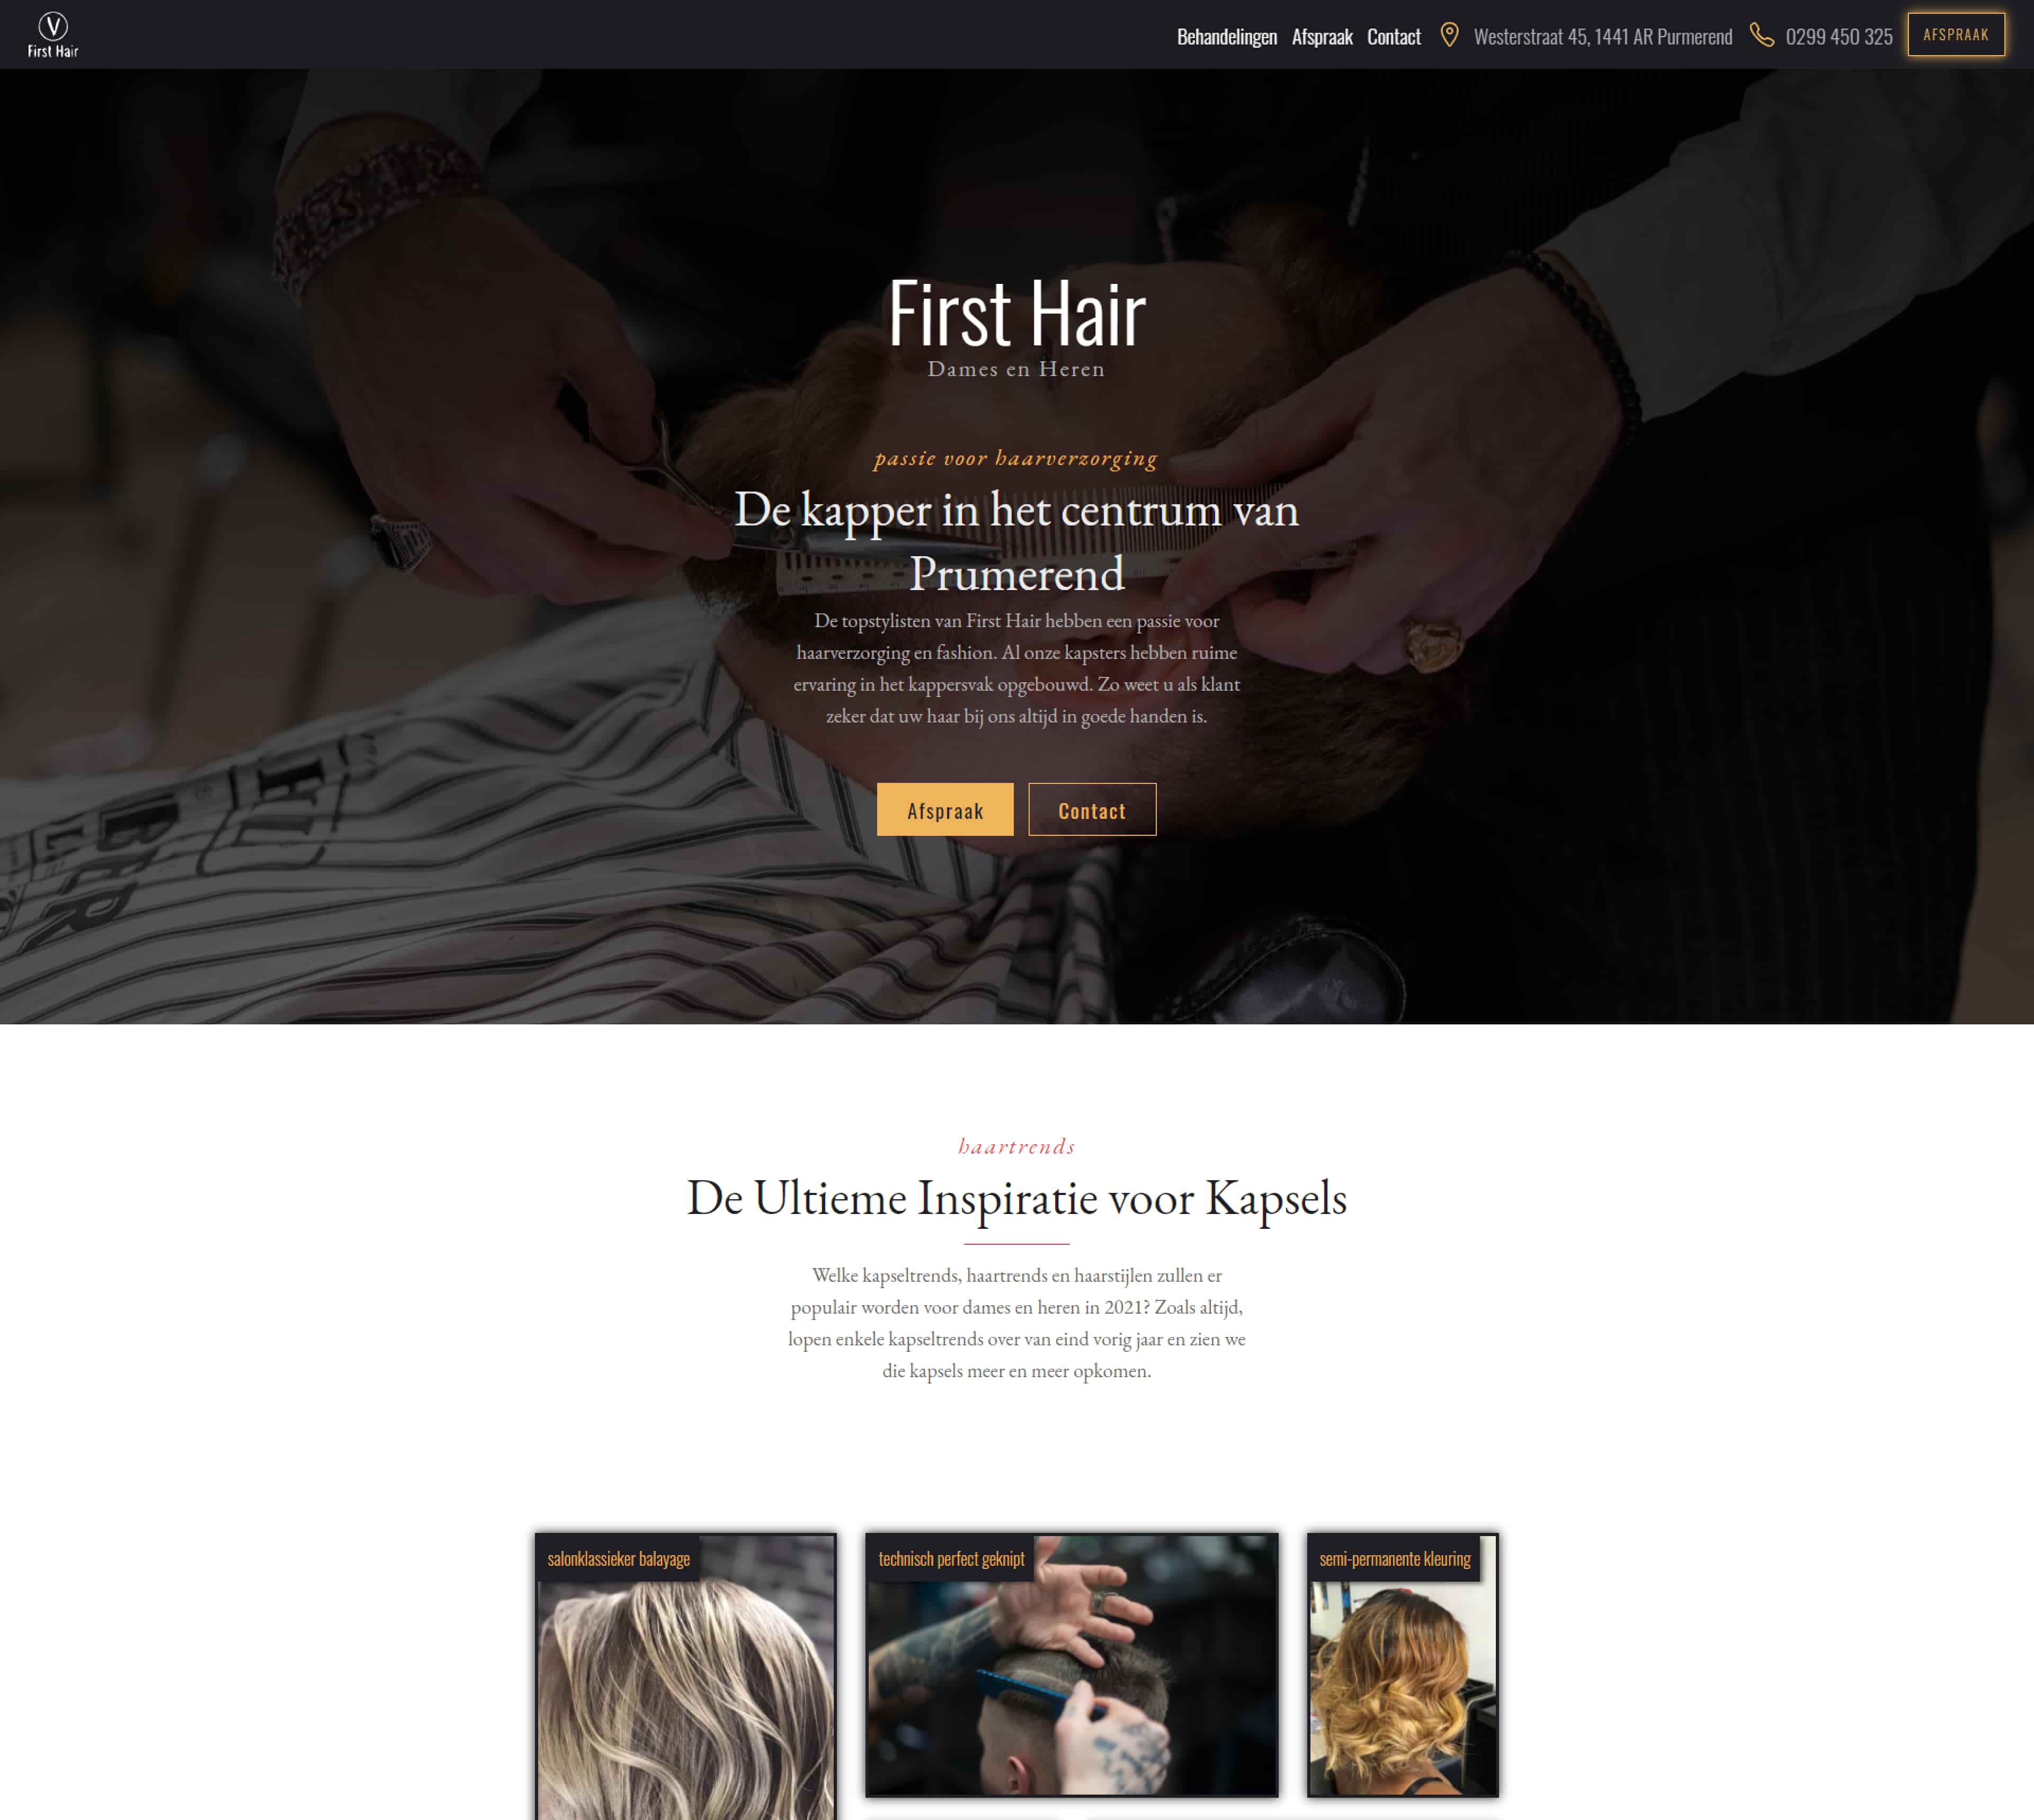 V
First Hair
Behandelingen Afspraak Contact Westerstraat 45, 1441 AR Purmerend 0299 450 325 AFSPRAAK
First Hair
Dames en Heren
passie voor haarverzorging
De kapper in het centrum van
Prumerend
De topstylisten van First Hair hebben een passie voor
haarverzorging en fashion. Al onze kapsters hebben ruime
ervaring in het kappersvak opgebouwd. Zo weet u als klant
zeker dat uw haar bij ons altijd in goede handen is.
Afspraak Contact
haartrends
De Ultieme Inspiratie voor Kapsels
Welke kapseltrends, haartrends en haarstijlen zullen er
populair worden voor dames en heren in 2021? Zoals altijd,
lopen enkele kapseltrends over van eind vorig jaar en zien we
die kapsels meer en meer opkomen.
salonklassieker balayage
technisch perfect geknipt
semi-permanente kleuring